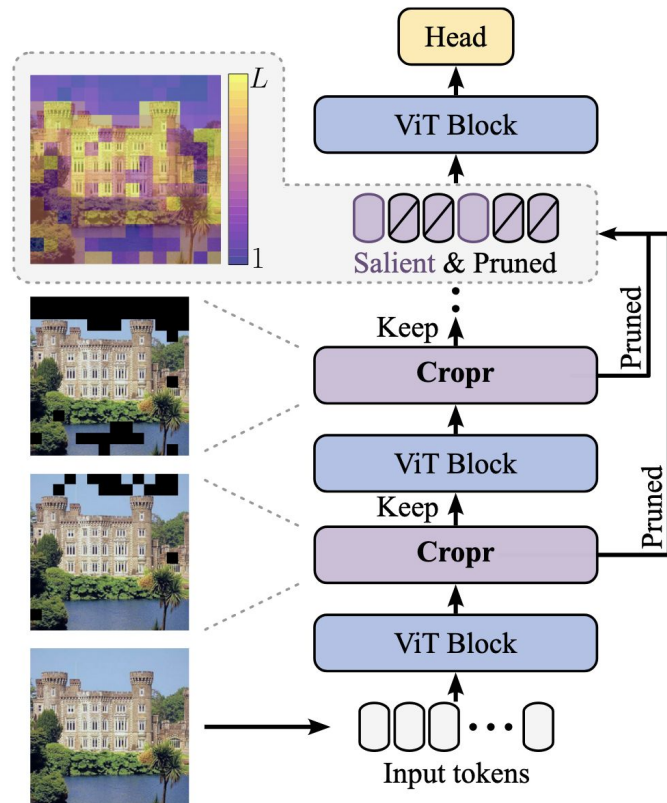 Head
L
ViT Block
1
Salient & Pruned
Keep
Pruned
Cropr
ViT Block
Keep
Pruned
Cropr
ViT Block
Input tokens